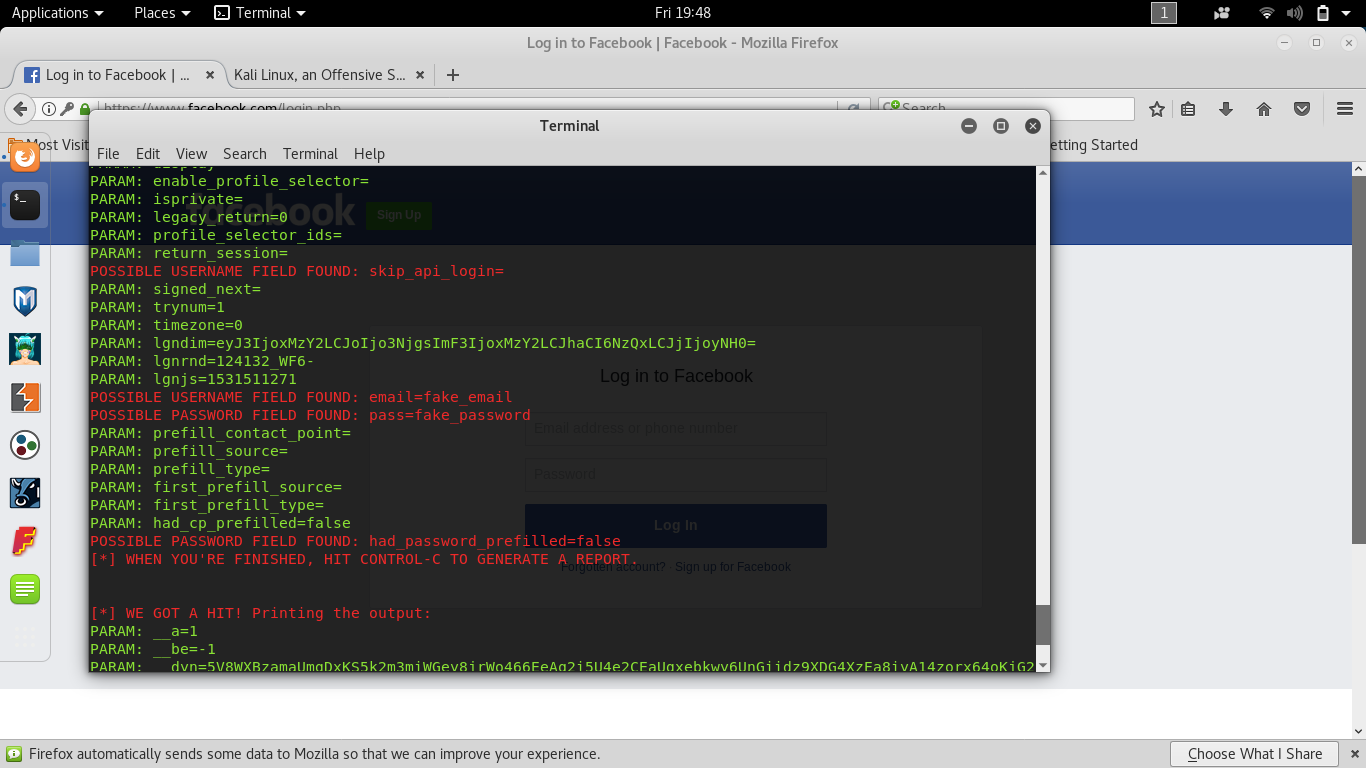 Applications Places Terminal Fri 19:48 1
Log in to Facebook | Facebook - Mozilla Firefox
Log in to Facebook | ... Kali Linux, an Offensive S...
https://www.facebook.com/login.php Search
Most Visit etting Started
Terminal
File Edit View Search Terminal Help
PARAM: enable_profile_selector=
PARAM: isprivate=
facebook Sign Up
PARAM: legacy_return=0
PARAM: profile_selector_ids=
PARAM: return_session=
POSSIBLE USERNAME FIELD FOUND: skip_api_login=
PARAM: signed_next=
PARAM: trynum=1
PARAM: timezone=0
PARAM: lgndim=eyJ3IjoxMzY2LCJoIjo3NjgsImF3IjoxMzY2LCJhaCI6NzQxLCJjIjoyNH0=
PARAM: lgnrnd=124132_WF6-
PARAM: lgnjs=1531511271
Log in to Facebook
POSSIBLE USERNAME FIELD FOUND: email=fake_email
POSSIBLE PASSWORD FIELD FOUND: pass=fake_password
Email address or phone number
PARAM: prefill_contact_point=
PARAM: prefill_source=
PARAM: prefill_type=
Password
PARAM: first_prefill_source=
PARAM: first_prefill_type=
PARAM: had_cp_prefilled=false
Log In
POSSIBLE PASSWORD FIELD FOUND: had_password_prefilled=false
[*] WHEN YOU'RE FINISHED, HIT CONTROL-C TO GENERATE A REPORT.
Forgotten account? · Sign up for Facebook
[*] WE GOT A HIT! Printing the output:
PARAM: __a=1
PARAM: __be=-1
PARAM:
Firefox automatically sends some data to Mozilla so that we can improve your experience. Choose What I Share